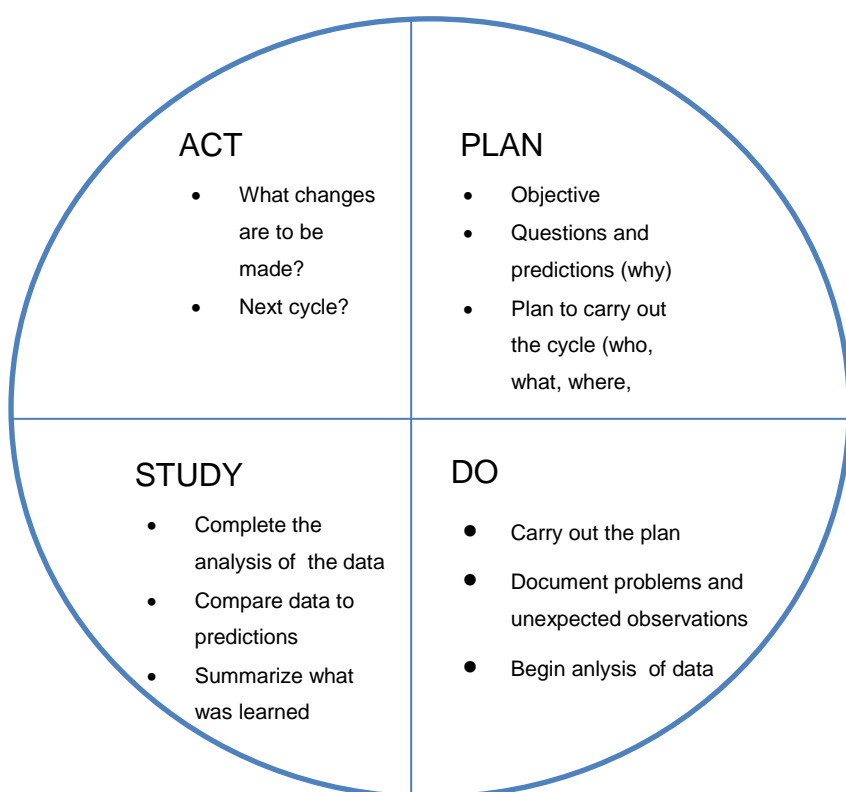 ACT
• What changes
are to be
made?
• Next cycle?
PLAN
• Objective
• Questions and
predictions (why)
• Plan to carry out
the cycle (who,
what, where,
STUDY
• Complete the
analysis of  the data
• Compare data to
predictions
• Summarize what
was learned
DO
• Carry out the plan
• Document problems and
unexpected observations
• Begin anlysis  of data